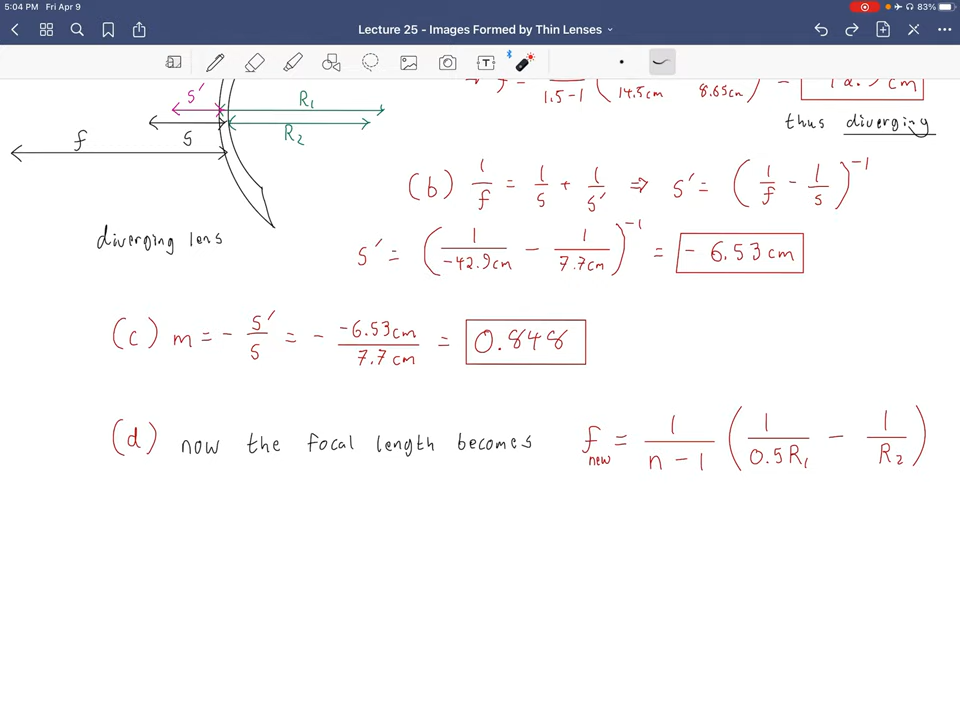 5:04 PM Fri Apr 9
83%
Lecture 25 - Images Formed by Thin Lenses
T
1.5-1 ( 14.5cm 8.65cm ) =
thus diverging
s' R₁
s R₂
f
diverging lens
(b) 1/f = 1/s + 1/s' ⇒ s' = (1/f - 1/s)⁻¹
s' = (1/-42.9cm - 1/7.7cm)⁻¹ = -6.53cm
(c) m = - s'/s = - -6.53cm/7.7cm = 0.848
(d) now the focal length becomes f new = 1/n-1 (1/0.5R₁ - 1/R₂)